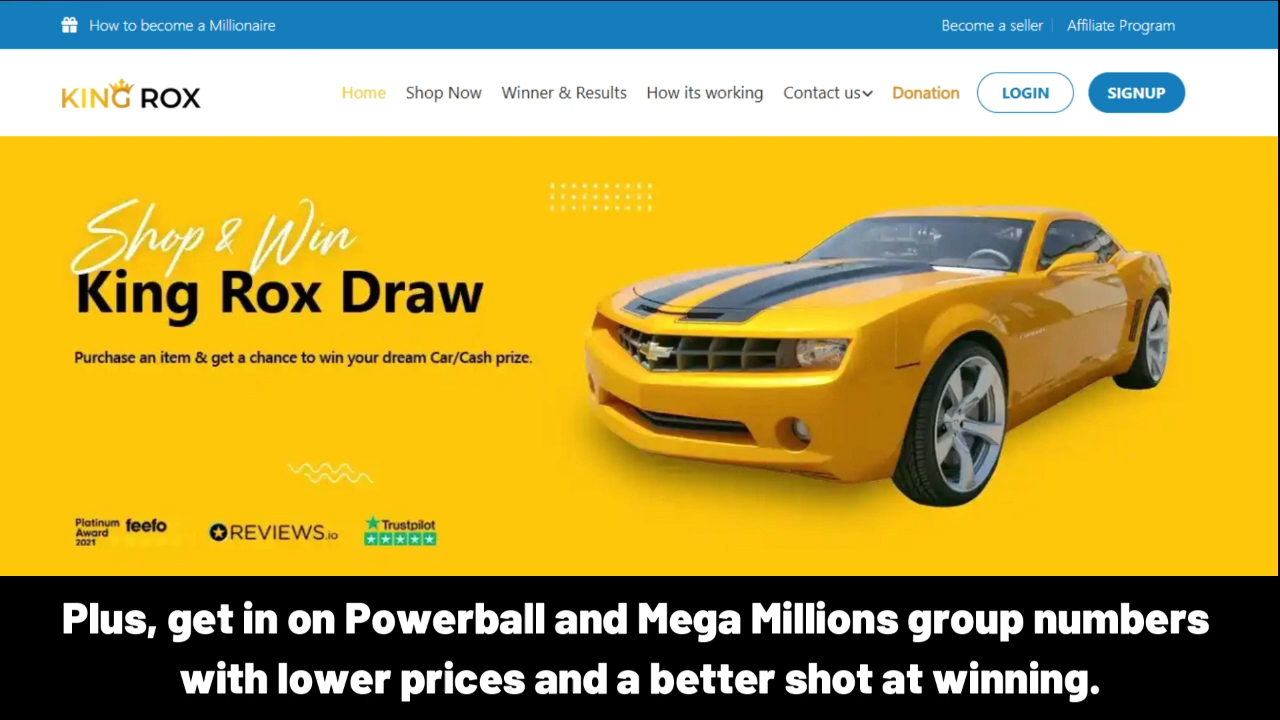 How to become a Millionaire
Become a seller
Affiliate Program
KING ROX
Home
Shop Now
Winner & Results
How its working
Contact us
Donation
LOGIN
SIGNUP
Shop & Win
King Rox Draw
Purchase an item & get a chance to win your dream Car/Cash prize.
Platinum
Award
2021
feefo
REVIEWS.io
Trustpilot
Plus, get in on Powerball and Mega Millions group numbers
with lower prices and a better shot at winning.